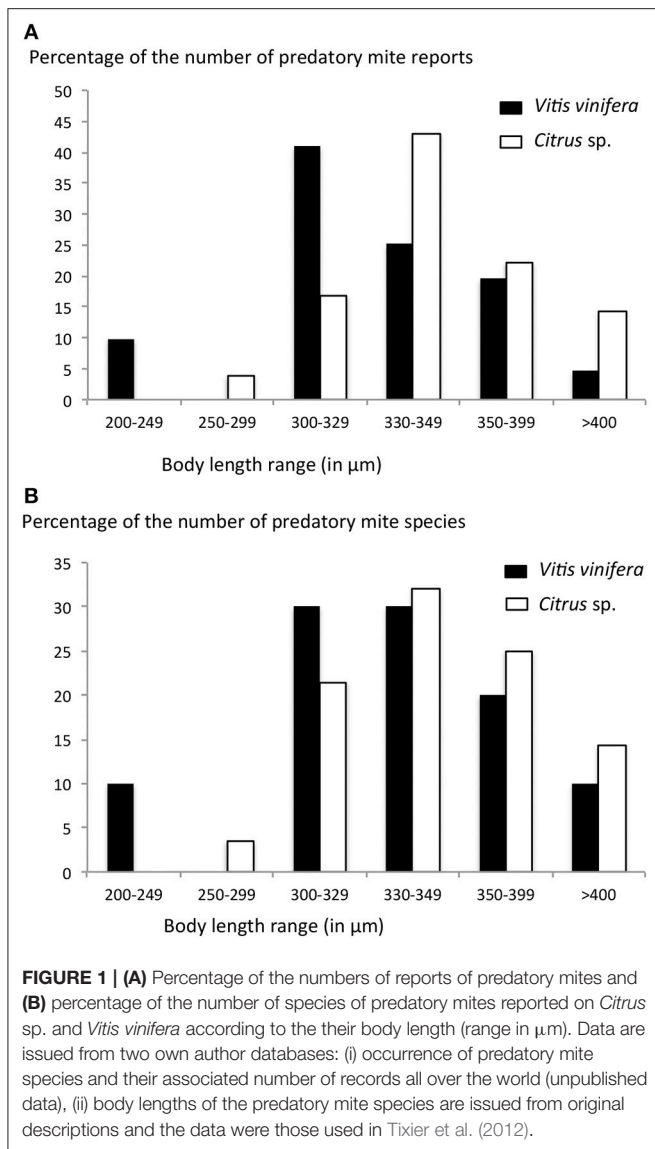 A
Percentage of the number of predatory mite reports
50
45
40
35
30
25
20
15
10
5
0
Vitis vinifera
Citrus sp.
200-249 250-299 300-329 330-349 350-399 >400
Body length range (in µm)
B
Percentage of the number of predatory mite species
35
30
25
20
15
10
5
0
Vitis vinifera
Citrus sp.
200-249 250-299 300-329 330-349 350-399 >400
Body length range (in µm)
FIGURE 1 | (A) Percentage of the numbers of reports of predatory mites and
(B) percentage of the number of species of predatory mites reported on Citrus
sp. and Vitis vinifera according to the their body length (range in µm). Data are
issued from two own author databases: (i) occurrence of predatory mite
species and their associated number of records all over the world (unpublished
data), (ii) body lengths of the predatory mite species are issued from original
descriptions and the data were those used in Tixier et al. (2012).